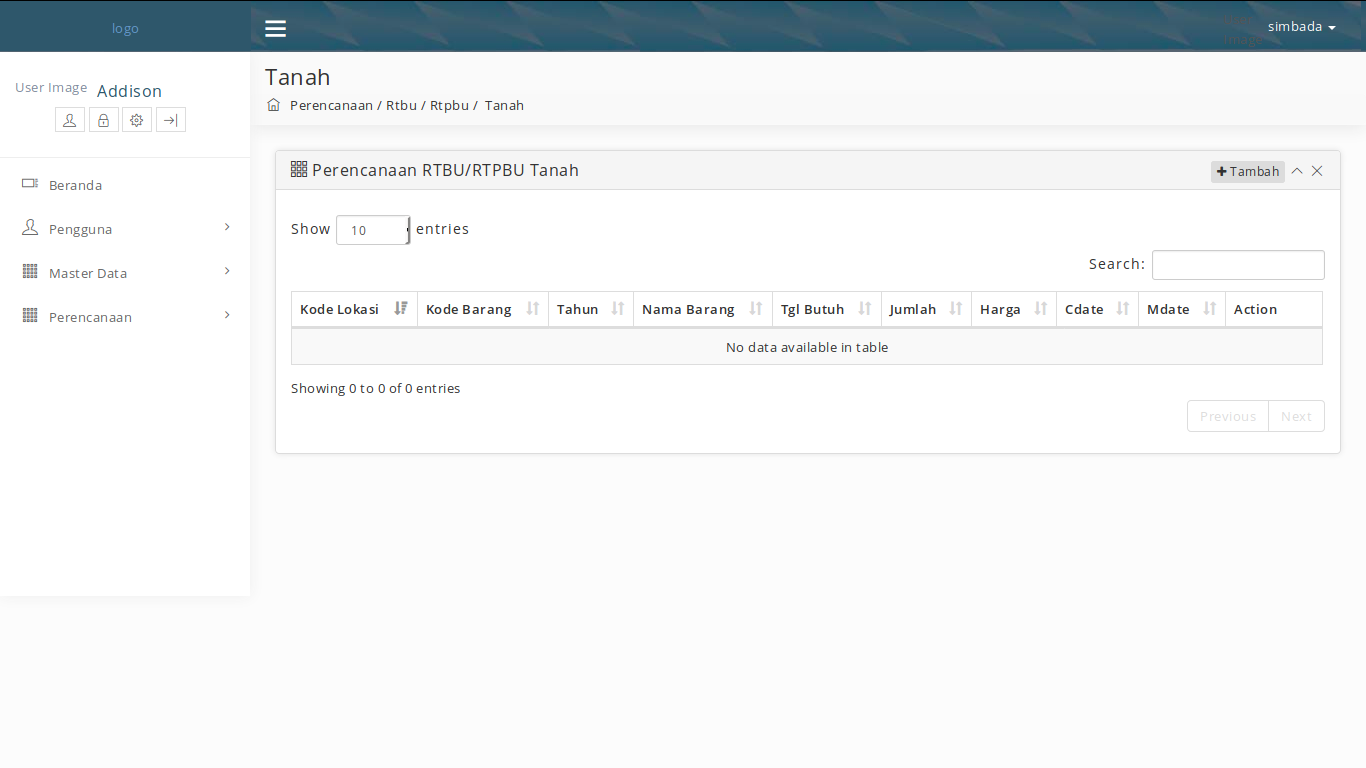 logo
simbada
User Image Addison
Tanah
Perencanaan / Rtbu / Rtpbu / Tanah
Beranda
Pengguna
Master Data
Perencanaan
Perencanaan RTBU/RTPBU Tanah
Tambah
Show 10 entries
Search:
Kode Lokasi Kode Barang Tahun Nama Barang Tgl Butuh Jumlah Harga Cdate Mdate Action
No data available in table
Showing 0 to 0 of 0 entries
Previous Next